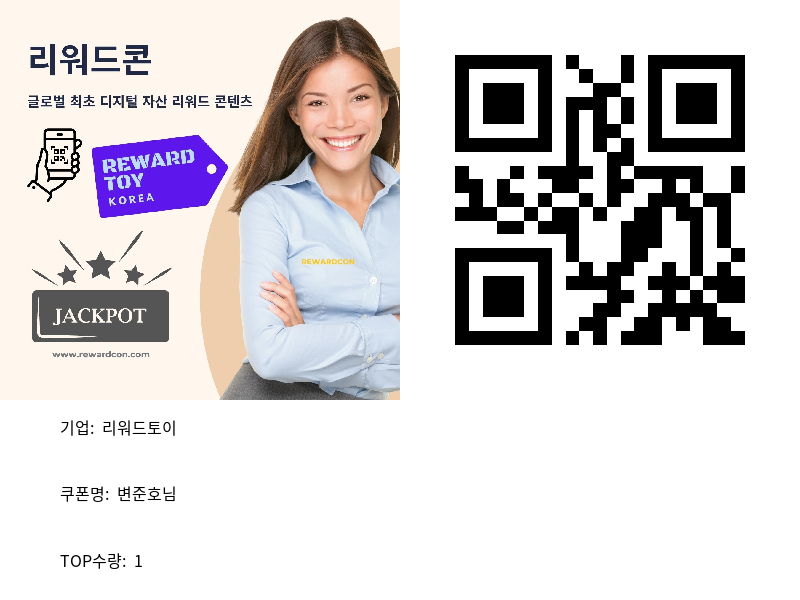 리워드콘
글로벌 최초 디지털 자산 리워드 콘텐츠
REWARD
TOY
KOREA
REWARDCON
JACKPOT
www.rewardcon.com
기업: 리워드토이
쿠폰명: 변준호님
TOP수량: 1